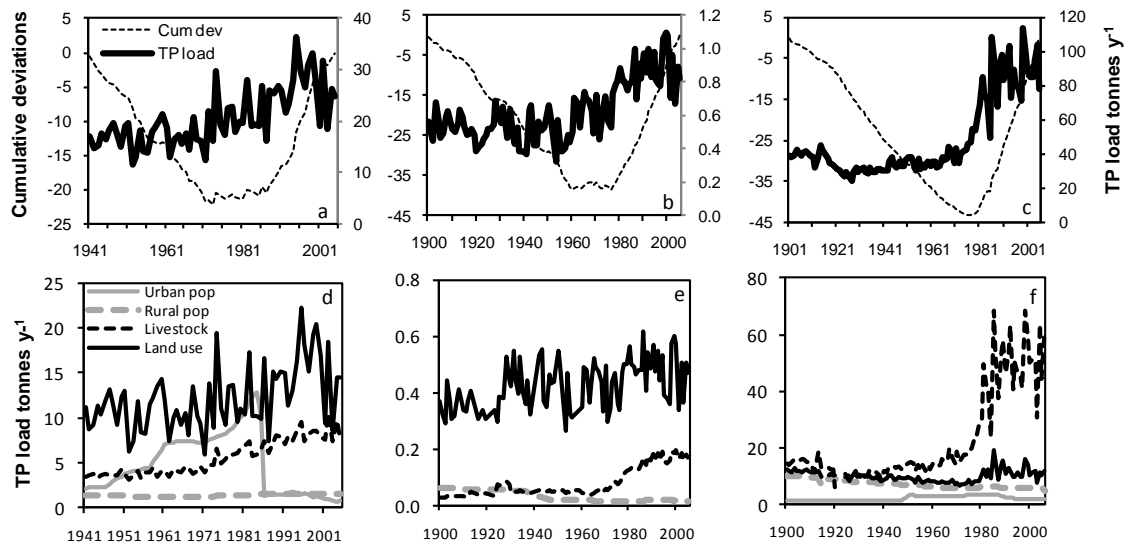 Cumulative deviations
5
0
-5
-10
-15
-20
-25
Cum dev
TP load
a
40
30
20
10
0
1941 1961 1981 2001
5
-5
-15
-25
-35
-45
b
1.2
1.0
0.8
0.6
0.4
0.2
0.0
1900 1920 1940 1960 1980 2000
5
-5
-15
-25
-35
-45
c
120
100
80
60
40
20
0
1901 1921 1941 1961 1981 2001
TP load tonnes y-1
TP load tonnes y-1
25
20
15
10
5
0
Urban pop
Rural pop
Livestock
Land use
d
1941 1951 1961 1971 1981 1991 2001
0.8
0.6
0.4
0.2
0.0
e
1900 1920 1940 1960 1980 2000
80
60
40
20
0
f
1900 1920 1940 1960 1980 2000